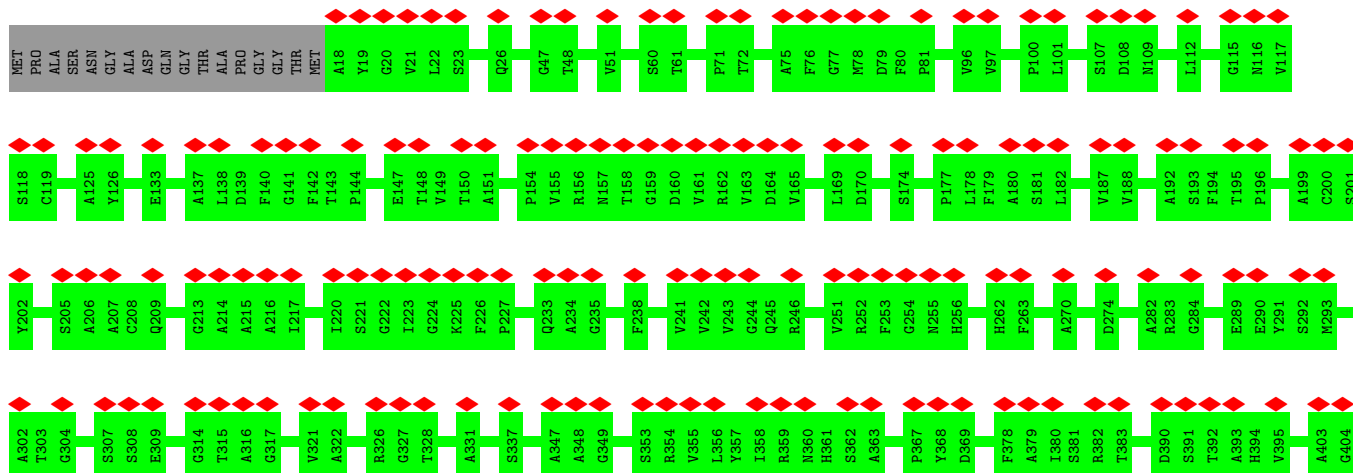 MET PRO ALA SER ASN GLY ALA ASP GLN GLY THR ALA PRO GLY GLY THR MET A18 Y19 G20 V21 L22 S23 Q26 G47 T48 V51 S60 T61 P71 T72 A75 F76 G77 M78 D79 F80 P81 V96 V97 P100 L101 S107 D108 N109 L112 G115 N116 V117
S118 C119 A125 Y126 E133 A137 L138 D139 F140 G141 F142 T143 P144 E147 T148 V149 T150 A151 P154 V155 R156 N157 T158 G159 D160 V161 R162 V163 D164 V165 L169 D170 S174 P177 L178 F179 A180 S181 L182 V187 V188 A192 S193 F194 T195 P196 A199 C200 S201
Y202 S205 A206 A207 C208 Q209 G213 A214 A215 A216 I217 I220 S221 G222 I223 G224 K225 F226 P227 Q233 A234 G235 F238 V241 V242 V243 G244 Q245 R246 V251 R252 F253 G254 N255 H256 H262 F263 A270 D274 A282 R283 G284 E289 E290 Y291 S292 M293
A302 T303 G304 S307 S308 E309 G314 T315 A316 G317 V321 A322 R326 G327 T328 A331 S337 A347 A348 G349 S353 R354 V355 L356 Y357 I358 R359 N360 H361 S362 A363 P367 Y368 D369 F378 A379 I380 S381 R382 T383 D390 S391 T392 A393 H394 V395 A403 G404